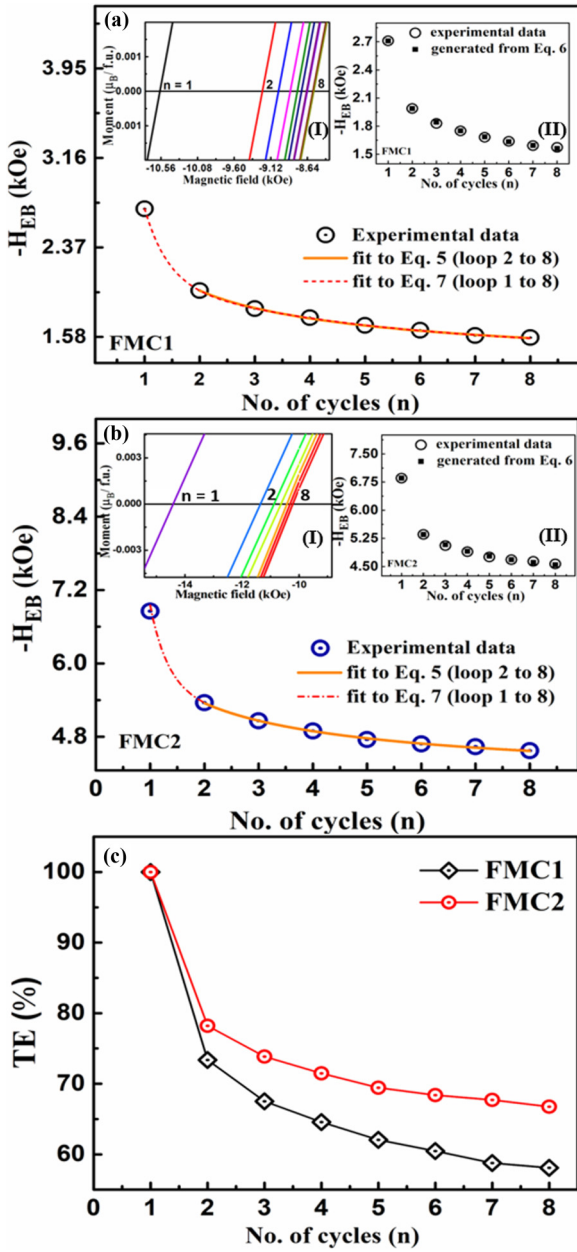 (a)
3.95
3.16
2.37
1.58
-H_EB (kOe)
0.002
0.000
-0.001
Moment (μ_B/ f.u.)
n = 1
2
8
(I)
-10.56 -10.08 -9.60 -9.12 -8.64
Magnetic field (kOe)
experimental data
generated from Eq. 6
2.7
2.4
2.1
1.8
1.5
-H_EB (kOe)
(II)
FMC1
1 2 3 4 5 6 7 8
No. of cycles (n)
Experimental data
fit to Eq. 5 (loop 2 to 8)
fit to Eq. 7 (loop 1 to 8)
FMC1
0 1 2 3 4 5 6 7 8
No. of cycles (n)
(b)
9.6
8.4
7.2
6.0
4.8
-H_EB (kOe)
0.003
0.000
-0.003
Moment (μ_B/ f.u.)
n = 1
2
8
(I)
-14 -12 -10
Magnetic field (kOe)
experimental data
generated from Eq. 6
7.50
6.75
6.00
5.25
4.50
-H_EB (kOe)
(II)
FMC2
1 2 3 4 5 6 7 8
No. of cycles (n)
Experimental data
fit to Eq. 5 (loop 2 to 8)
fit to Eq. 7 (loop 1 to 8)
FMC2
0 1 2 3 4 5 6 7 8
No. of cycles (n)
(c)
100
90
80
70
60
TE (%)
FMC1
FMC2
0 1 2 3 4 5 6 7 8
No. of cycles (n)